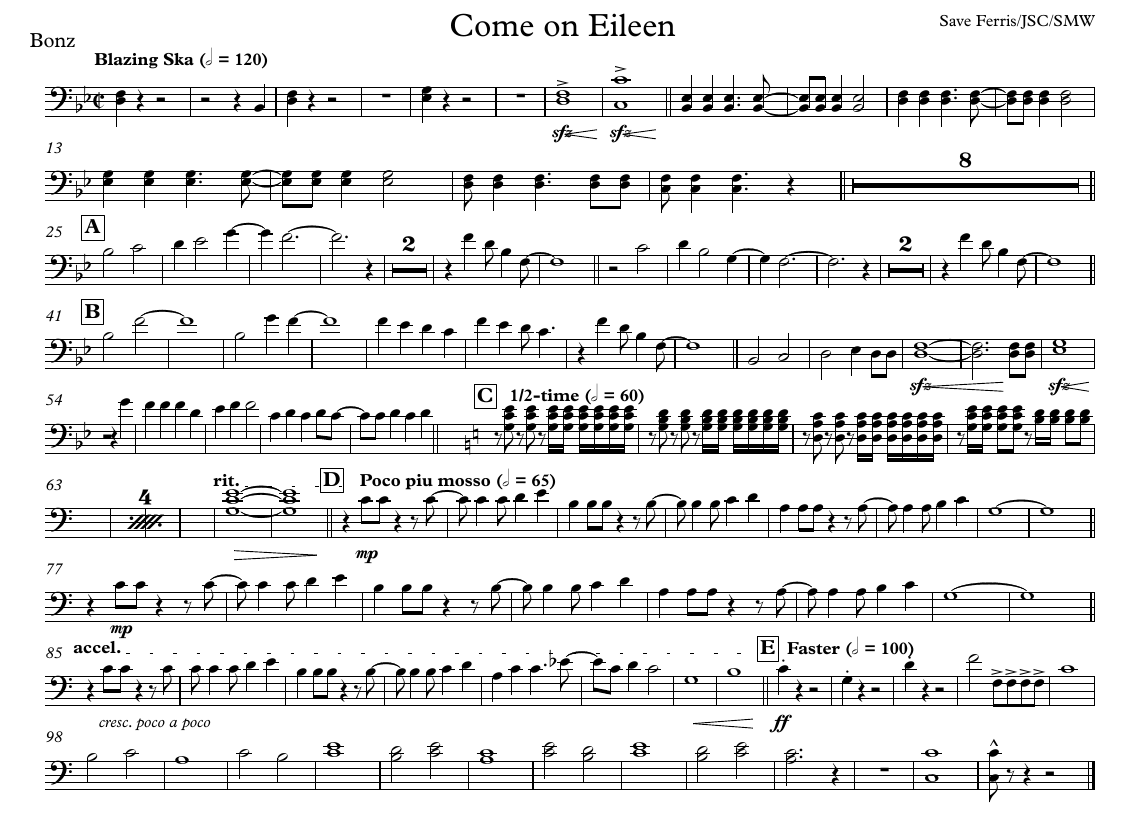 Come on Eileen
Save Ferris/JSC/SMW
Bonz
Blazing Ska (𝅗𝅥 = 120)
sfz sfz
13
8
25 A
2 2
41 B
sfz sfz
54 C 1/2-time (𝅗𝅥 = 60)
63 4 rit. D Poco piu mosso (𝅗𝅥 = 65)
mp
77
mp
accel.
85 E Faster (𝅗𝅥 = 100)
cresc. poco a poco ff
98